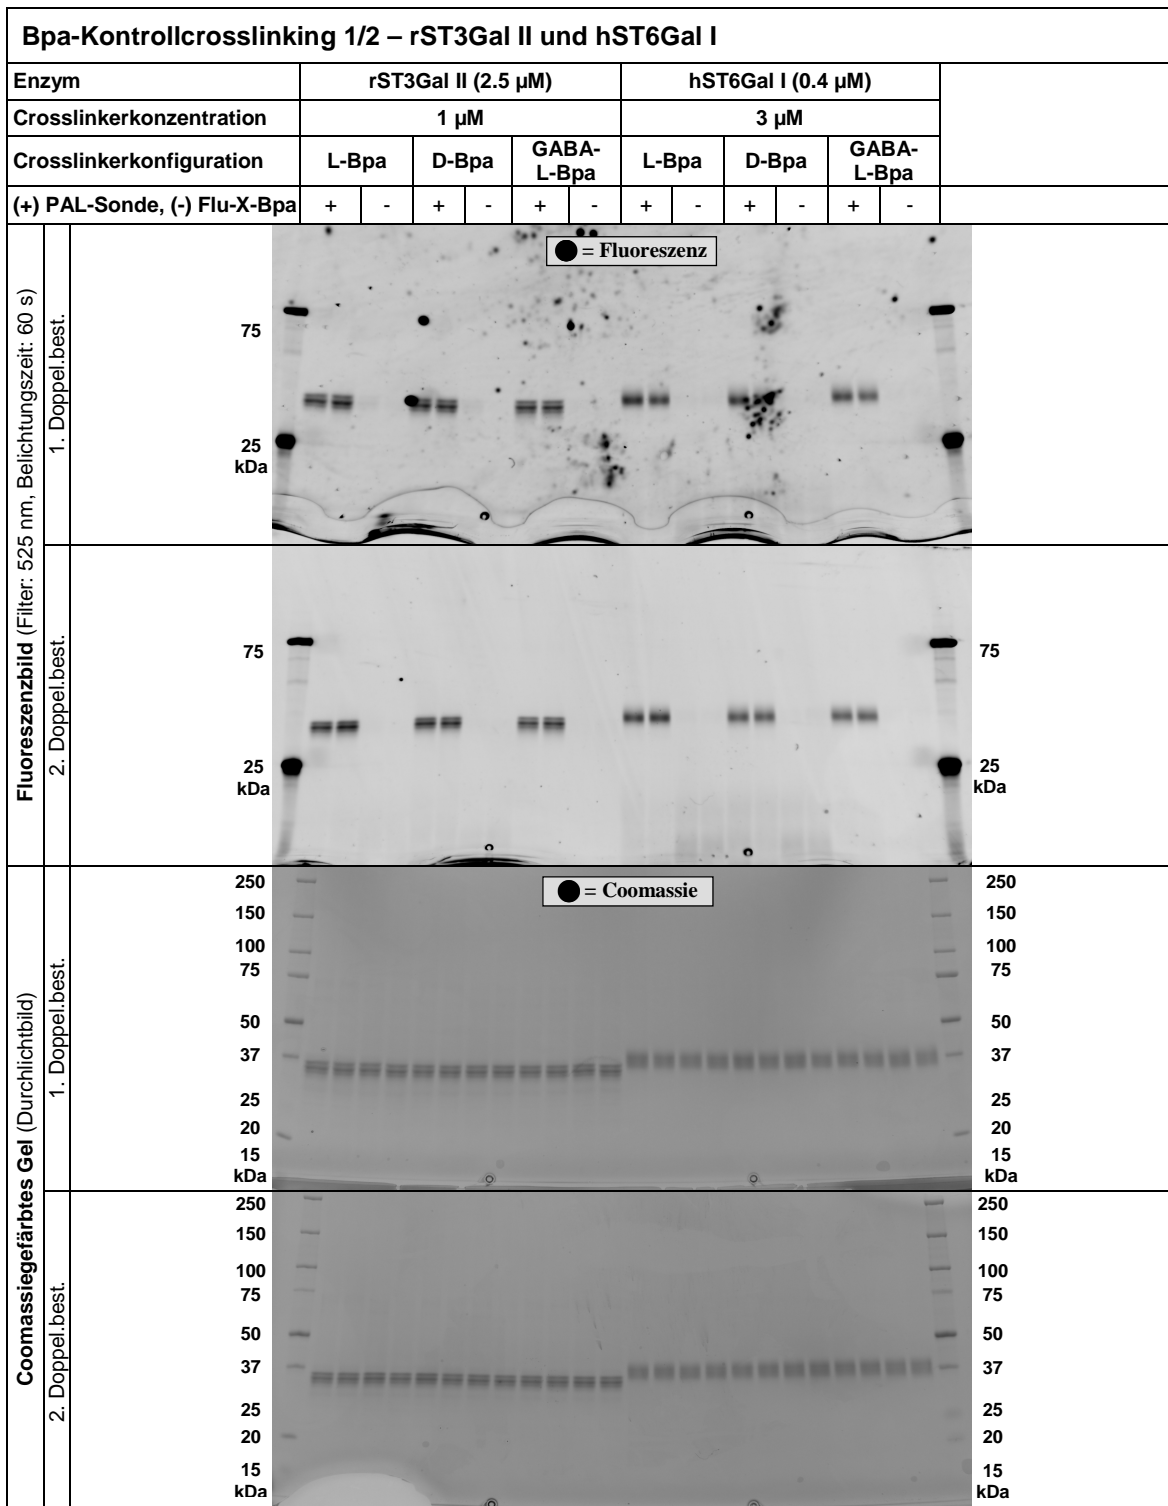 Bpa-Kontrollcrosslinking 1/2 – rST3Gal II und hST6Gal I
Enzym rST3Gal II (2.5 µM) hST6Gal I (0.4 µM)
Crosslinkerkonzentration 1 µM 3 µM
Crosslinkerkonfiguration L-Bpa D-Bpa GABA-L-Bpa L-Bpa D-Bpa GABA-L-Bpa
(+) PAL-Sonde, (-) Flu-X-Bpa + - + - + - + - + - + -
Fluoreszenzbild (Filter: 525 nm, Belichtungszeit: 60 s)
1. Doppel.best.
= Fluoreszenz
75
25
kDa
2. Doppel.best.
75 75
25 25
kDa kDa
Coomassiegefärbtes Gel (Durchlichtbild)
1. Doppel.best.
= Coomassie
250 250
150 150
100 100
75 75
50 50
37 37
25 25
20 20
15 15
kDa kDa
2. Doppel.best.
250 250
150 150
100 100
75 75
50 50
37 37
25 25
20 20
15 15
kDa kDa